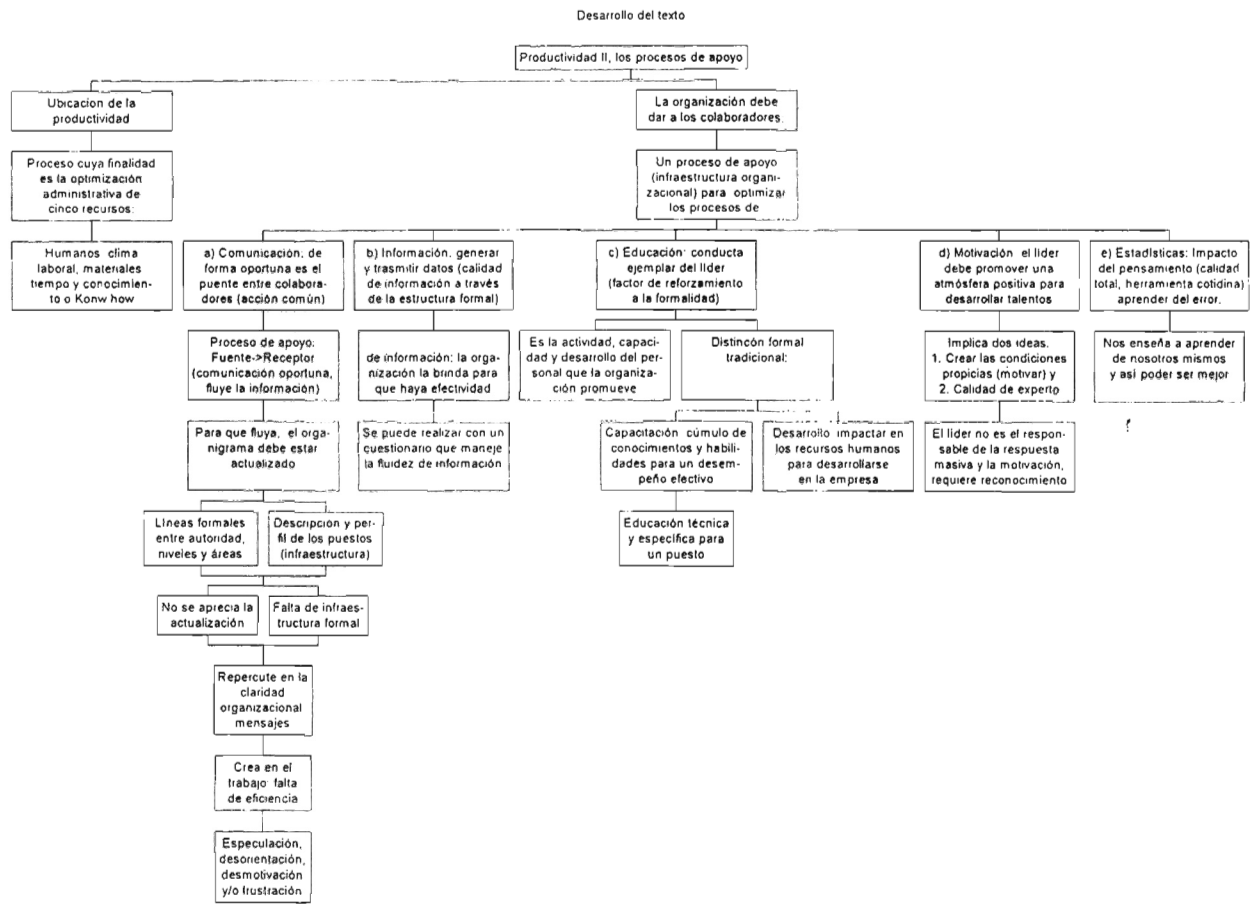 Desarrollo del texto
Productividad II, los procesos de apoyo
Ubicacion de la
productividad
La organización debe
dar a los colaboradores:
Proceso cuya finalidad
es la optimización
administrativa de
cinco recursos:
Un proceso de apoyo
(infraestructura organi-
zacional) para optimizar
los procesos de
Humanos clima
laboral, materiales
tiempo y conocimien-
to o Konw how
a) Comunicación: de
forma oportuna es el
puente entre colabora-
dores (acción común)
b) Información, generar
y trasmitir datos (calidad
de información a través
de la estructura formal)
c) Educación: conducta
ejemplar del líder
(factor de reforzamiento
a la formalidad)
d) Motivación el líder
debe promover una
atmósfera positiva para
desarrollar talentos
e) Estadísticas: Impacto
del pensamiento (calidad
total, herramienta cotidina)
aprender del error.
Proceso de apoyo:
Fuente->Receptor
(comunicación oportuna,
fluye la información)
de información: la orga-
nización la brinda para
que haya efectividad
Es la actividad, capaci-
dad y desarrollo del per-
sonal que la organiza-
ción promueve
Distincón formal
tradicional:
Implica dos ideas.
1. Crear las condiciones
propicias (motivar) y
2. Calidad de experto
Nos enseña a aprender
de nosotros mismos
y así poder ser mejor
Para que fluya, el orga-
nigrama debe estar
actualizado
Se puede realizar con un
cuestionario que maneje
la fluidez de información
Capacitación cúmulo de
conocimientos y habili-
dades para un desem-
peño efectivo
Desarrollo impactar en
los recursos humanos
para desarrollarse
en la empresa
El líder no es el respon-
sable de la respuesta
masiva y la motivación,
requiere reconocimiento
Líneas formales
entre autoridad,
niveles y áreas
Descripción y per-
fil de los puestos
(infraestructura)
Educación técnica
y específica para
un puesto
No se aprecia la
actualización
Falta de infraes-
tructura formal
Repercute en la
claridad
organizacional
mensajes
Crea en el
trabajo: falta
de eficiencia
Especulación,
desorientación,
desmotivación
y/o frustración